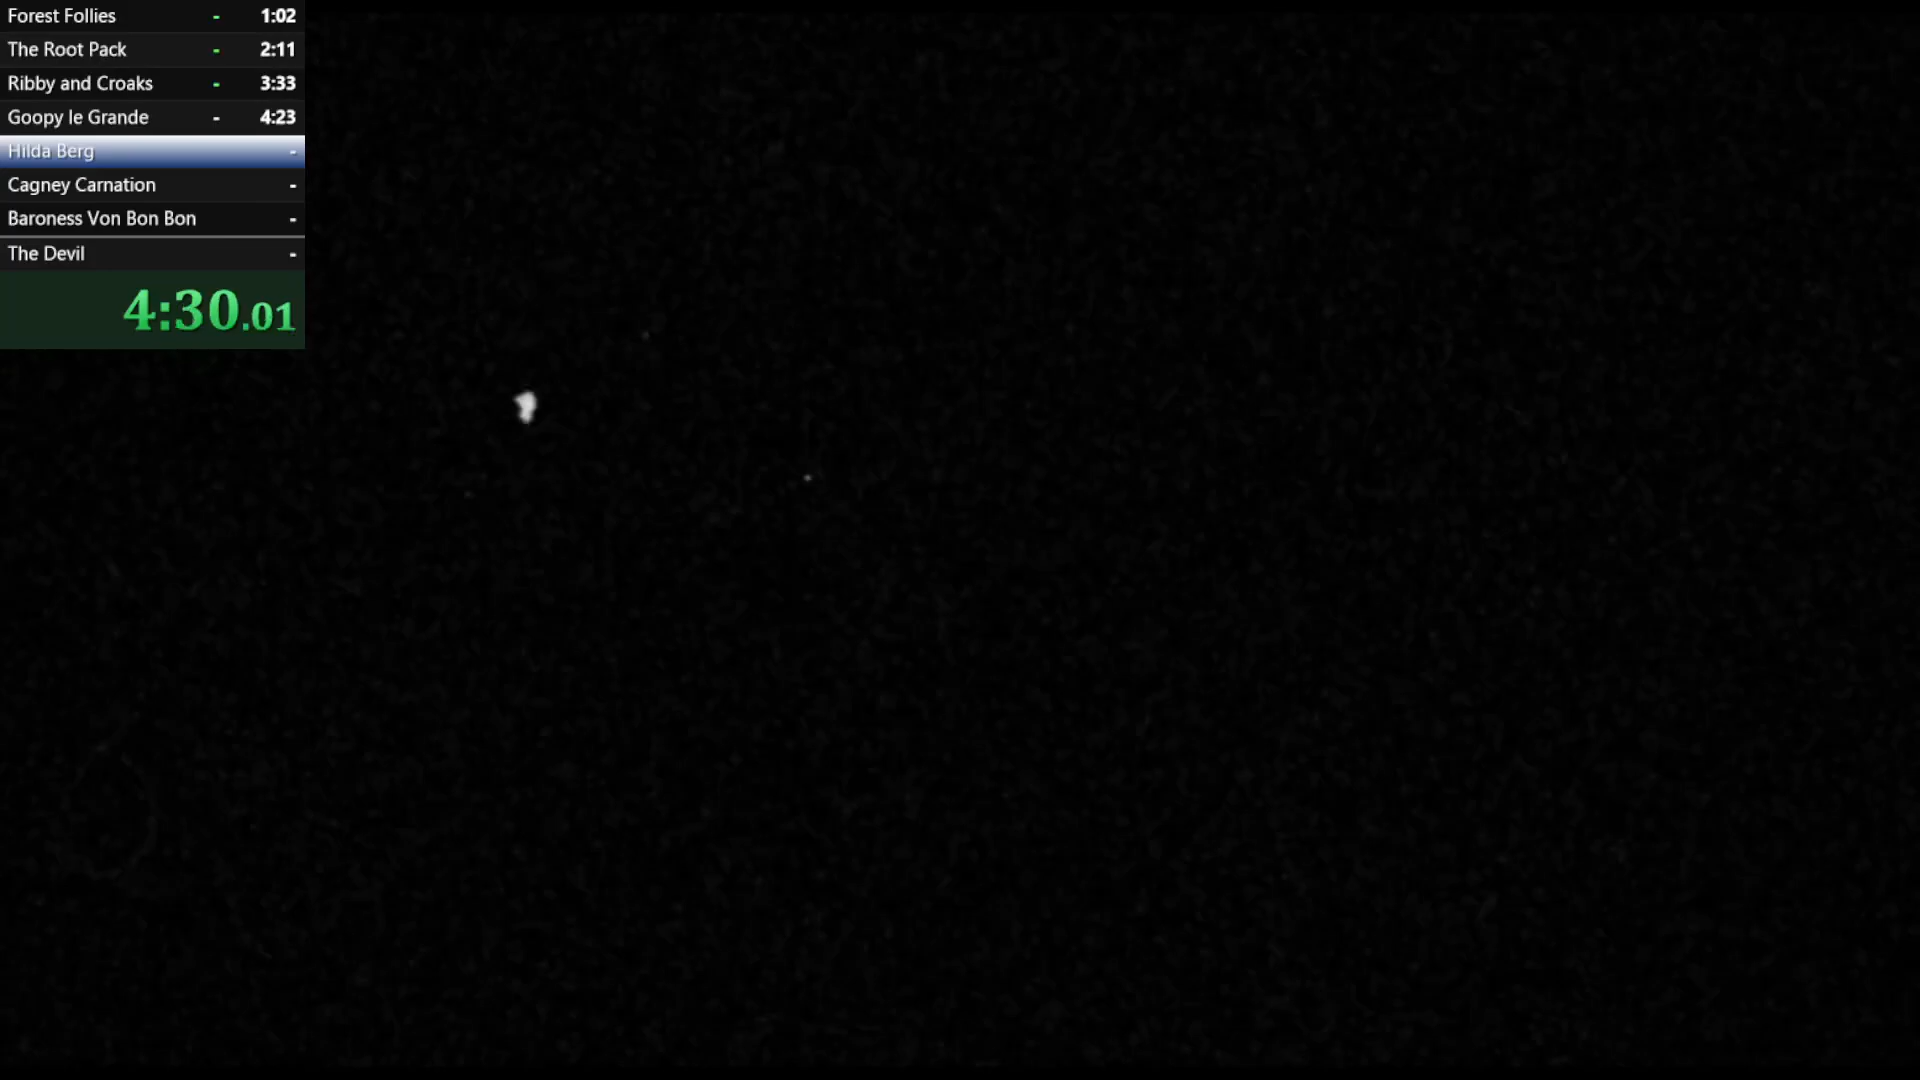 Forest Follies - 1:02
The Root Pack - 2:11
Ribby and Croaks - 3:33
Goopy le Grande - 4:23
Hilda Berg -
Cagney Carnation -
Baroness Von Bon Bon -
The Devil -
4:30.01